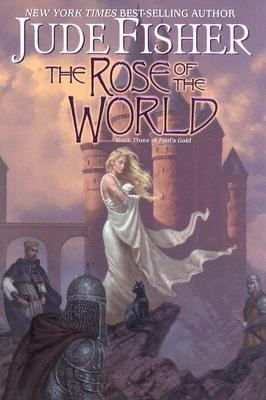 NEW YORK TIMES BEST-SELLING AUTHOR
JUDE FISHER
THE ROSE OF THE
WORLD
Book Three of Fool's Gold